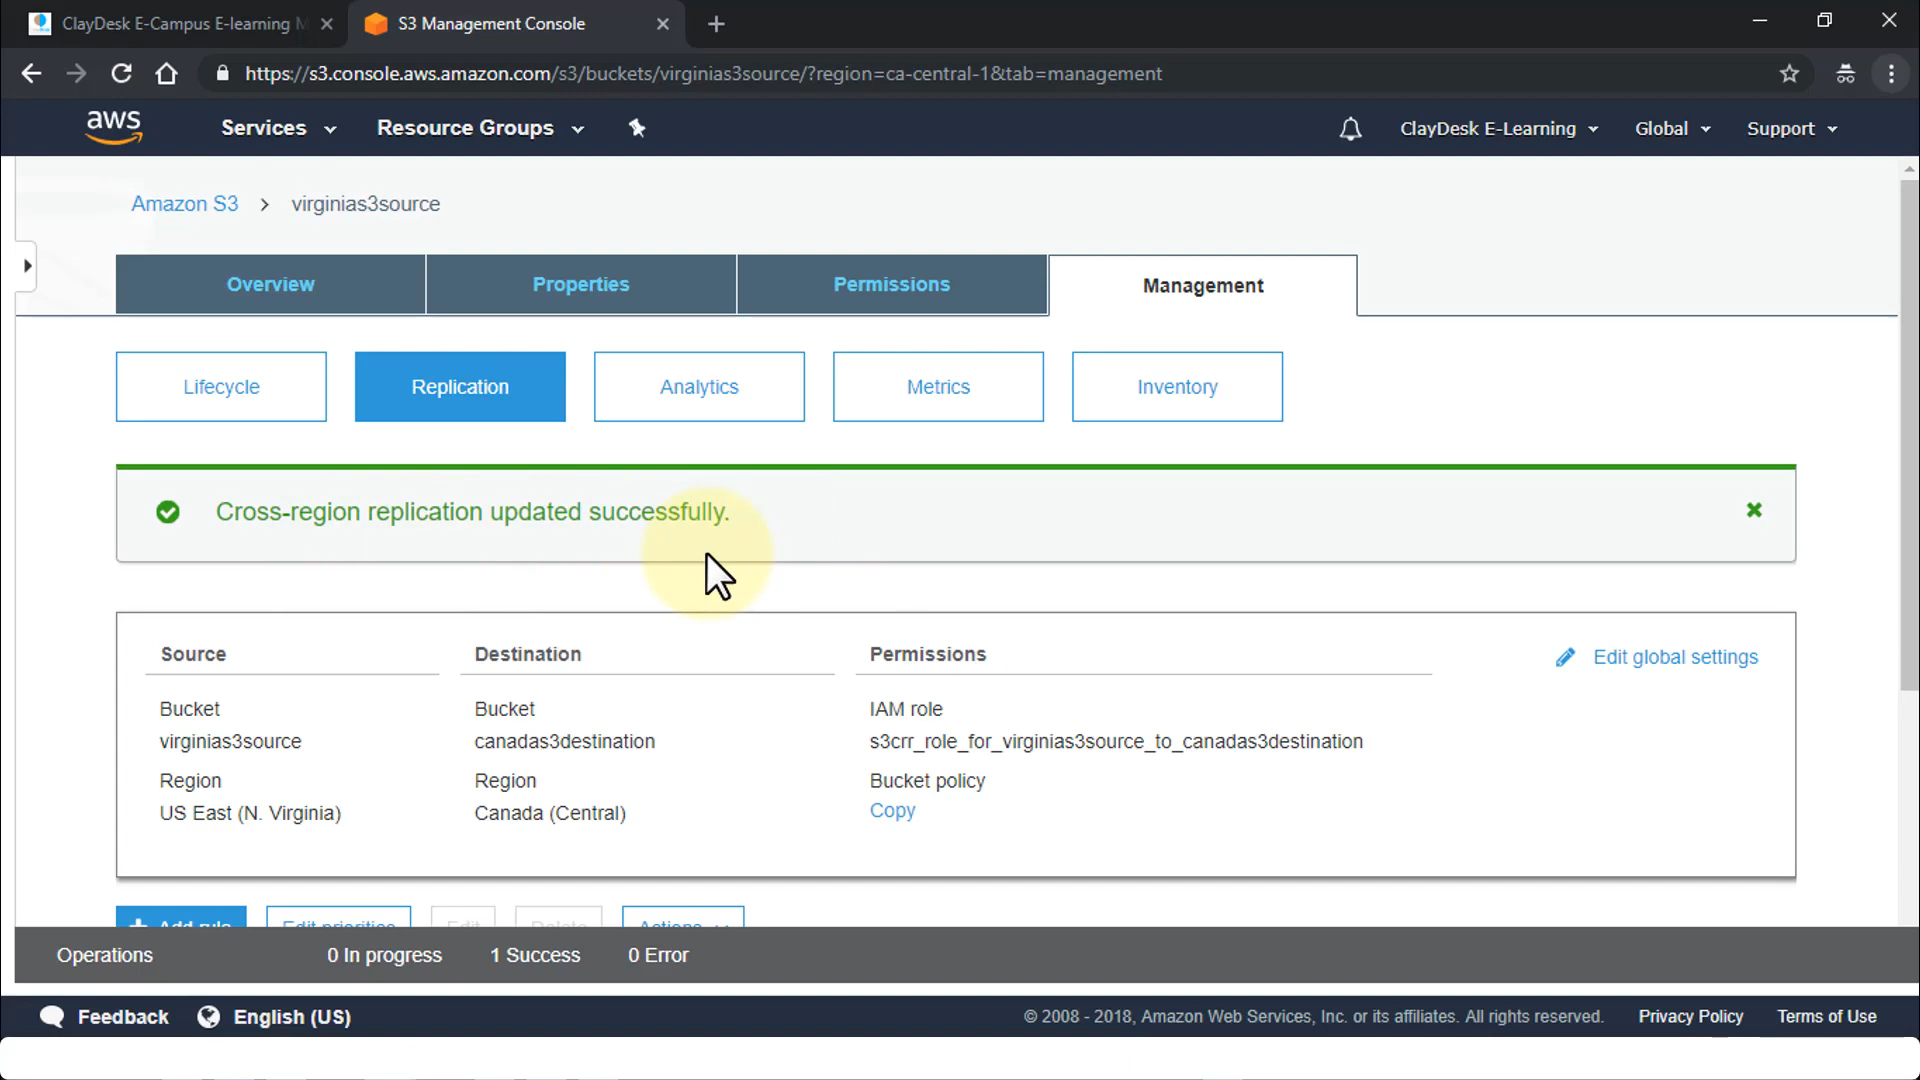 ClayDesk E-Campus E-learning M
S3 Management Console
https://s3.console.aws.amazon.com/s3/buckets/virginias3source/?region=ca-central-1&tab=management
aws
Services
Resource Groups
ClayDesk E-Learning
Global
Support
Amazon S3 > virginias3source
Overview
Properties
Permissions
Management
Lifecycle
Replication
Analytics
Metrics
Inventory
Cross-region replication updated successfully.
Source
Destination
Permissions
Edit global settings
Bucket
Bucket
IAM role
virginias3source
canadas3destination
s3crr_role_for_virginias3source_to_canadas3destination
Region
Region
Bucket policy
US East (N. Virginia)
Canada (Central)
Copy
+ Add rule
Edit priorities
Edit
Delete
Actions
Operations
0 In progress
1 Success
0 Error
Feedback
English (US)
© 2008 - 2018, Amazon Web Services, Inc. or its affiliates. All rights reserved.
Privacy Policy
Terms of Use